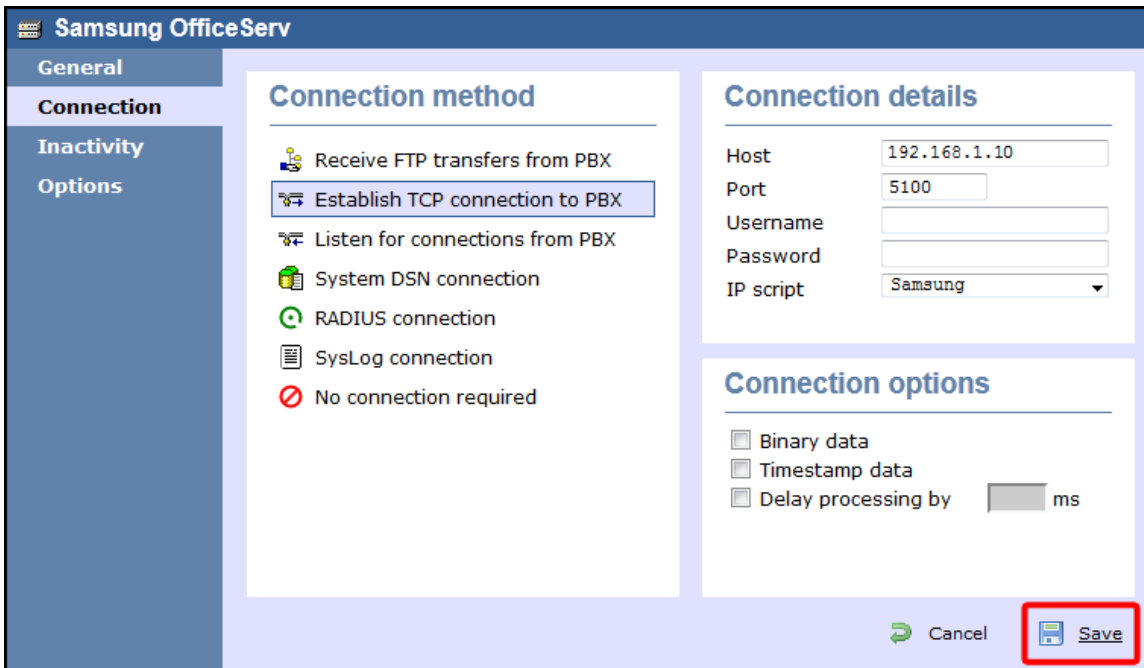 Samsung OfficeServ
General
Connection
Inactivity
Options
Connection method
Receive FTP transfers from PBX
Establish TCP connection to PBX
Listen for connections from PBX
System DSN connection
RADIUS connection
SysLog connection
No connection required
Connection details
Host 192.168.1.10
Port 5100
Username
Password
IP script Samsung
Connection options
Binary data
Timestamp data
Delay processing by ms
Cancel Save